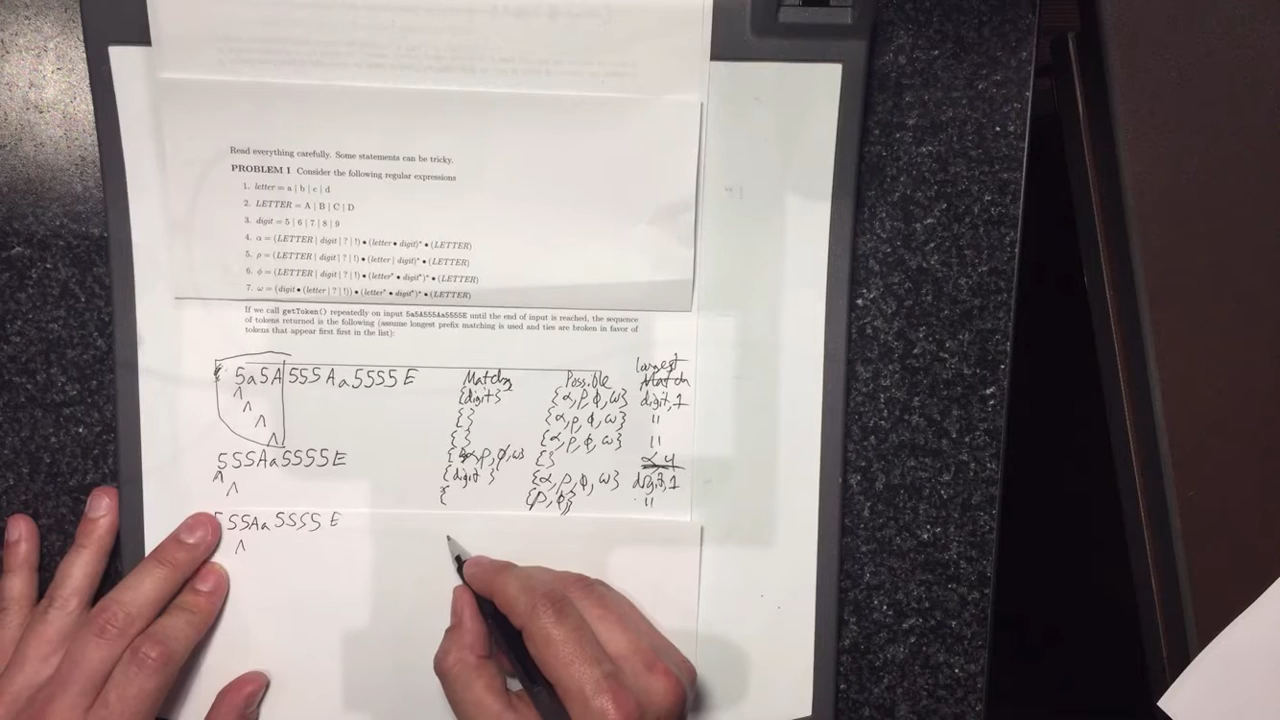 Read everything carefully. Some statements can be tricky.
PROBLEM 1 Consider the following regular expressions
1. letter = a | b | c | d
2. LETTER = A | B | C | D
3. digit = 5 | 6 | 7 | 8 | 9
4. α = (LETTER | digit | ? | !) • (letter • digit)* • (LETTER)
5. ρ = (LETTER | digit | ? | !) • (letter | digit)* • (LETTER)
6. ϕ = (LETTER | digit | ? | !) • (letter* • digit*)* • (LETTER)
7. ω = (digit • (letter | ? | !)) • (letter* • digit*)* • (LETTER)
If we call getToken() repeatedly on input 5a5A555Aa5555E until the end of input is reached, the sequence
of tokens returned is the following (assume longest prefix matching is used and ties are broken in favor of
tokens that appear first first in the list):
longest
5a5A555Aa5555E Match Possible Match
{digit} {α, ρ, ϕ, ω} digit, 1
{} {α, ρ, ϕ, ω} "
{} {α, ρ, ϕ, ω} "
{α, ρ, ϕ, ω} {} α 4
555Aa5555E {digit} {α, ρ, ϕ, ω} digit, 1
{ {ρ, ϕ} "
555Aa5555E